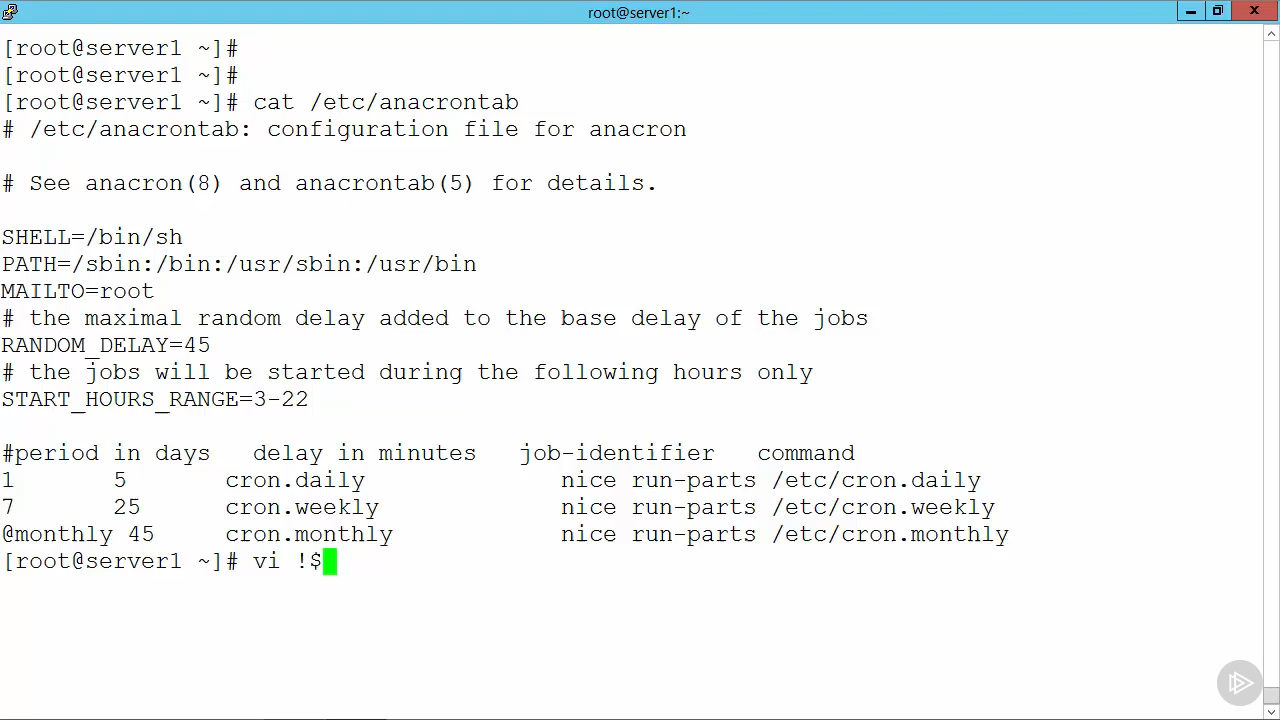 root@server1:~
[root@server1 ~]#
[root@server1 ~]#
[root@server1 ~]# cat /etc/anacrontab
# /etc/anacrontab: configuration file for anacron
# See anacron(8) and anacrontab(5) for details.
SHELL=/bin/sh
PATH=/sbin:/bin:/usr/sbin:/usr/bin
MAILTO=root
# the maximal random delay added to the base delay of the jobs
RANDOM_DELAY=45
# the jobs will be started during the following hours only
START_HOURS_RANGE=3-22
#period in days   delay in minutes   job-identifier   command
1       5       cron.daily              nice run-parts /etc/cron.daily
7       25      cron.weekly             nice run-parts /etc/cron.weekly
@monthly 45     cron.monthly            nice run-parts /etc/cron.monthly
[root@server1 ~]# vi !$